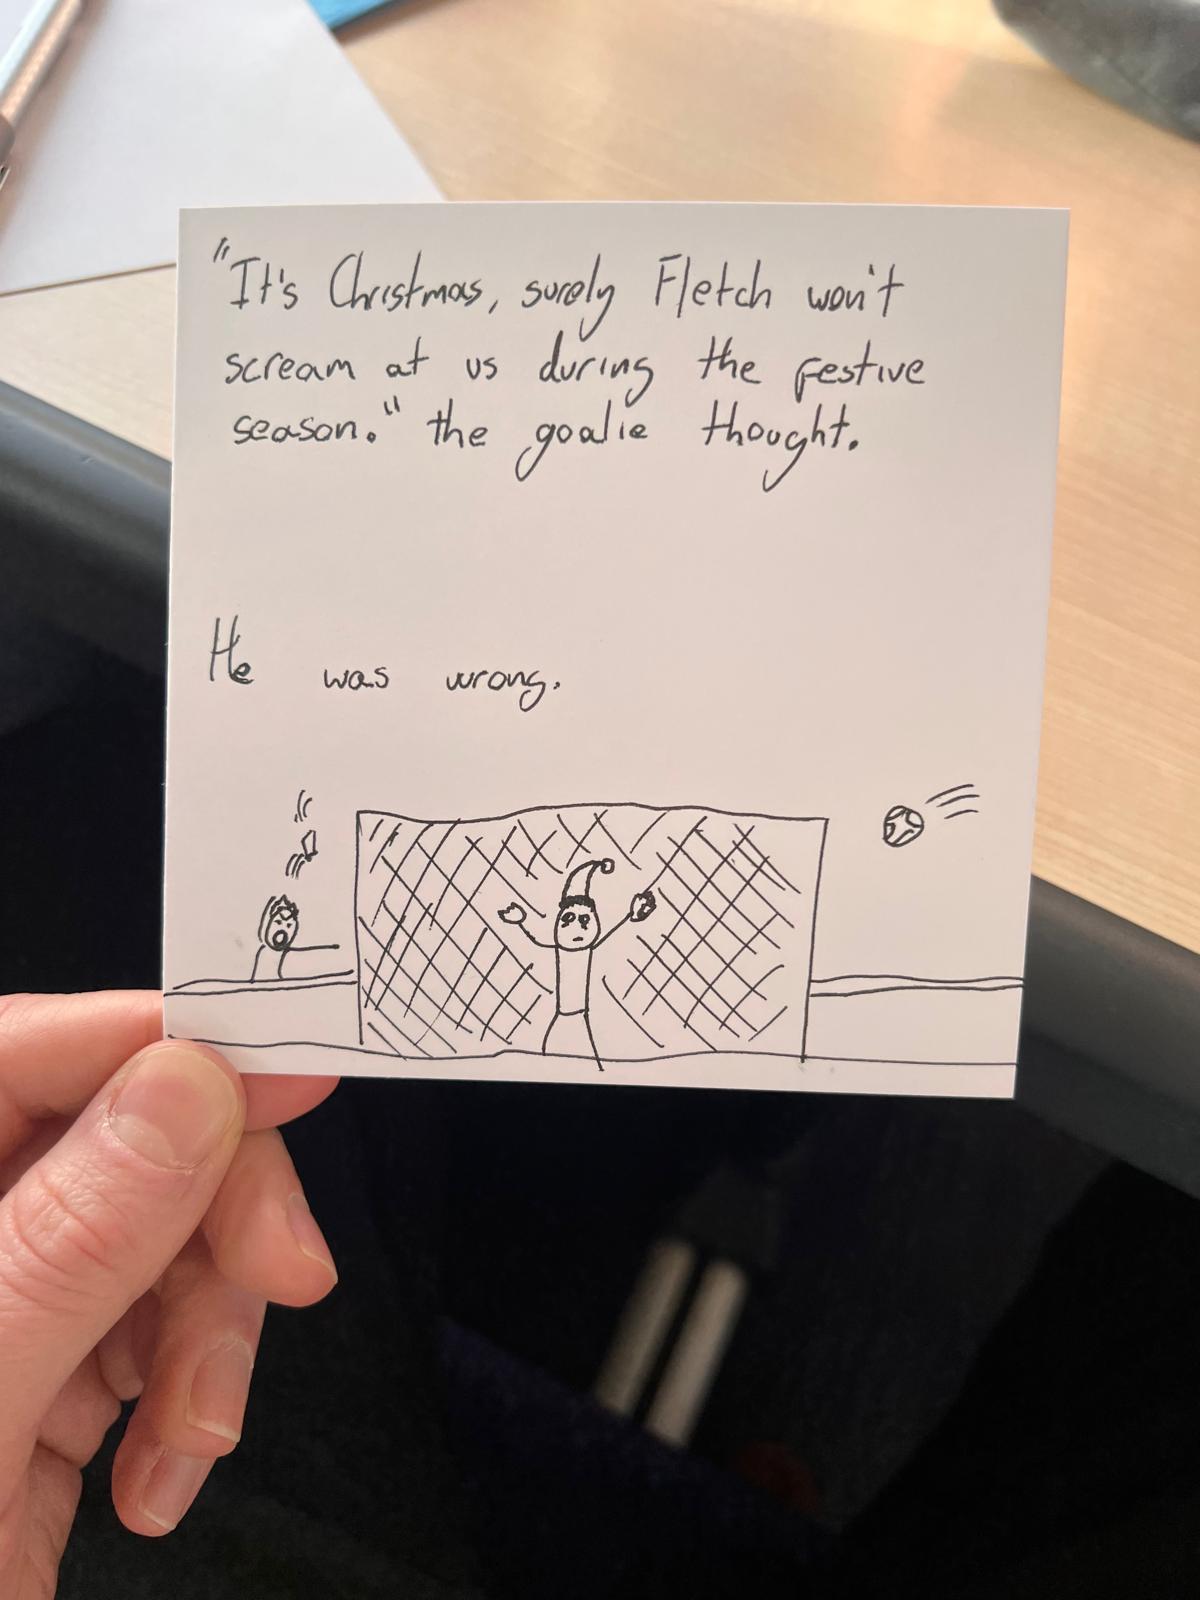 "It's Christmas, surely Fletch won't
scream at us during the festive
season." the goalie thought.
He was wrong.